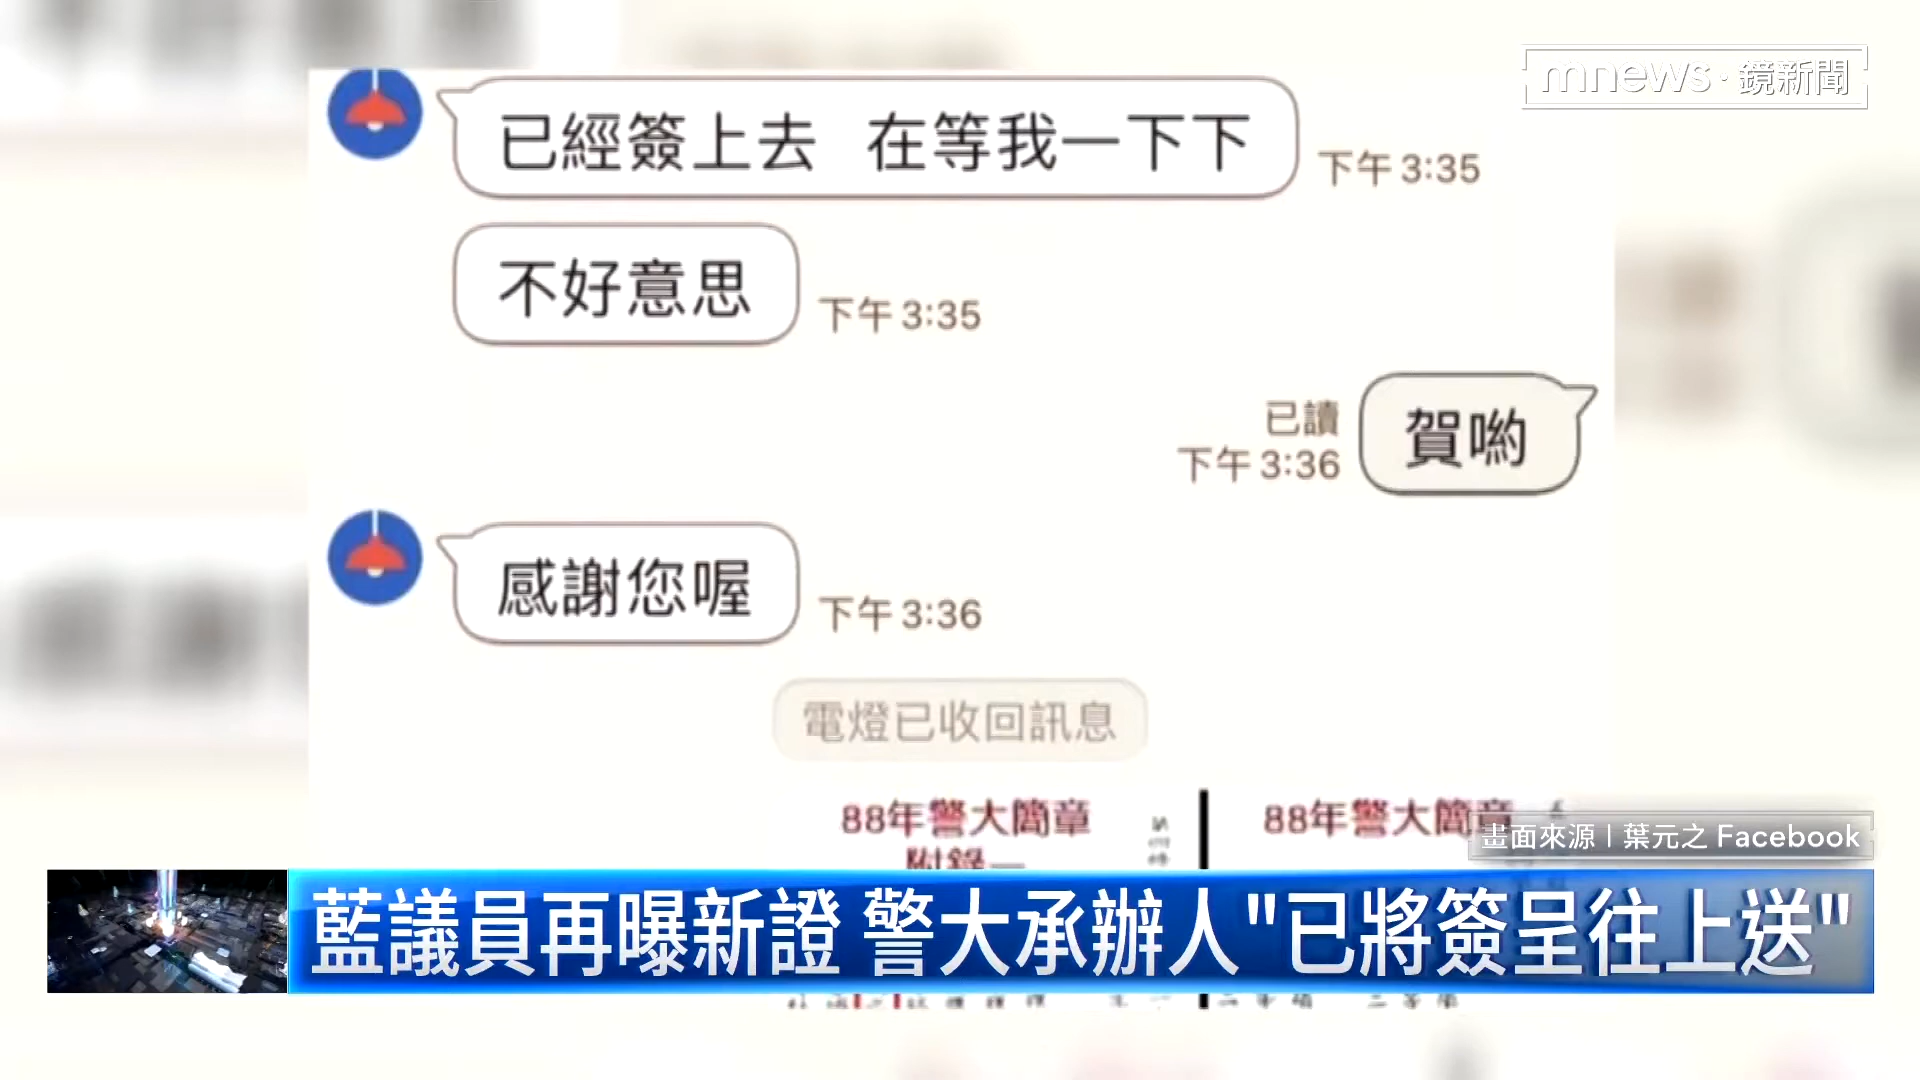 mnews·鏡新聞
已經簽上去 在等我一下下
下午 3:35
不好意思
下午 3:35
已讀
下午 3:36
賀喲
感謝您喔
下午 3:36
電燈已收回訊息
88年警大簡章
附錄一
88年警大簡章
畫面來源｜葉元之 Facebook
藍議員再曝新證 警大承辦人"已將簽呈往上送"